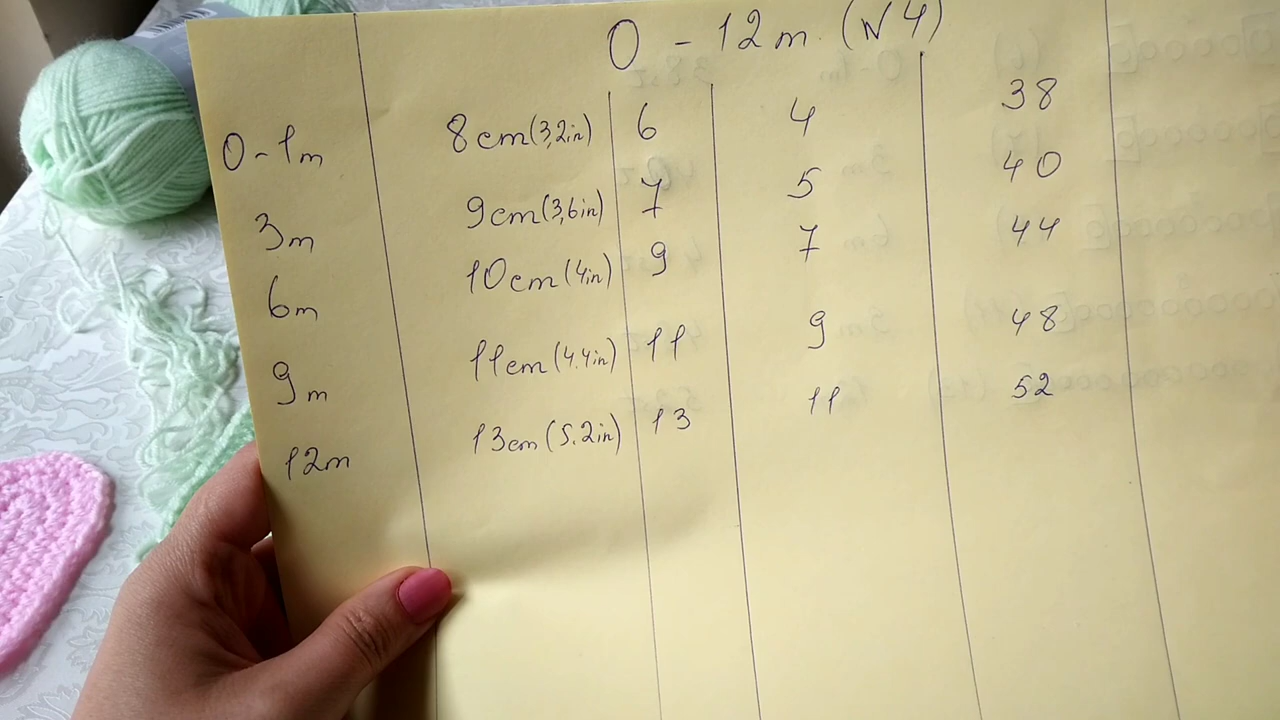 0-12m (№4)
0-1m 8cm(3,2in) 6 4 38
3m 9cm(3,6in) 7 5 40
6m 10cm(4in) 9 7 44
9m 11cm(4.4in) 11 9 48
12m 13cm(5.2in) 13 11 52